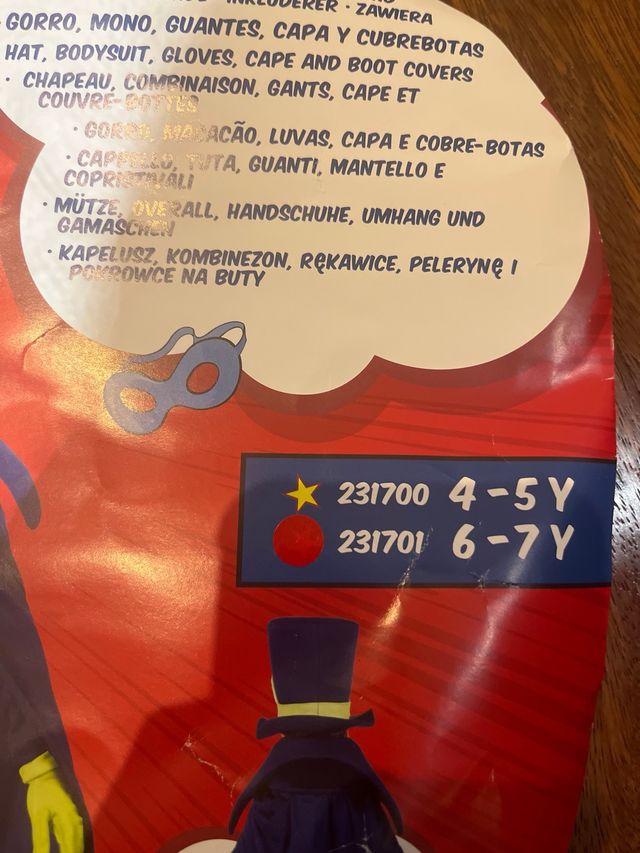 INKLUDERER · ZAWIERA
GORRO, MONO, GUANTES, CAPA Y CUBREBOTAS
HAT, BODYSUIT, GLOVES, CAPE AND BOOT COVERS
· CHAPEAU, COMBINAISON, GANTS, CAPE ET
COUVRE-BOTTES
· GORRO, MACACÃO, LUVAS, CAPA E COBRE-BOTAS
· CAPPELLO, TUTA, GUANTI, MANTELLO E
COPRISTIVALI
· MÜTZE, OVERALL, HANDSCHUHE, UMHANG UND
GAMASCHEN
· KAPELUSZ, KOMBINEZON, RĘKAWICE, PELERYNĘ I
POKROWCE NA BUTY
231700 4-5Y
231701 6-7Y